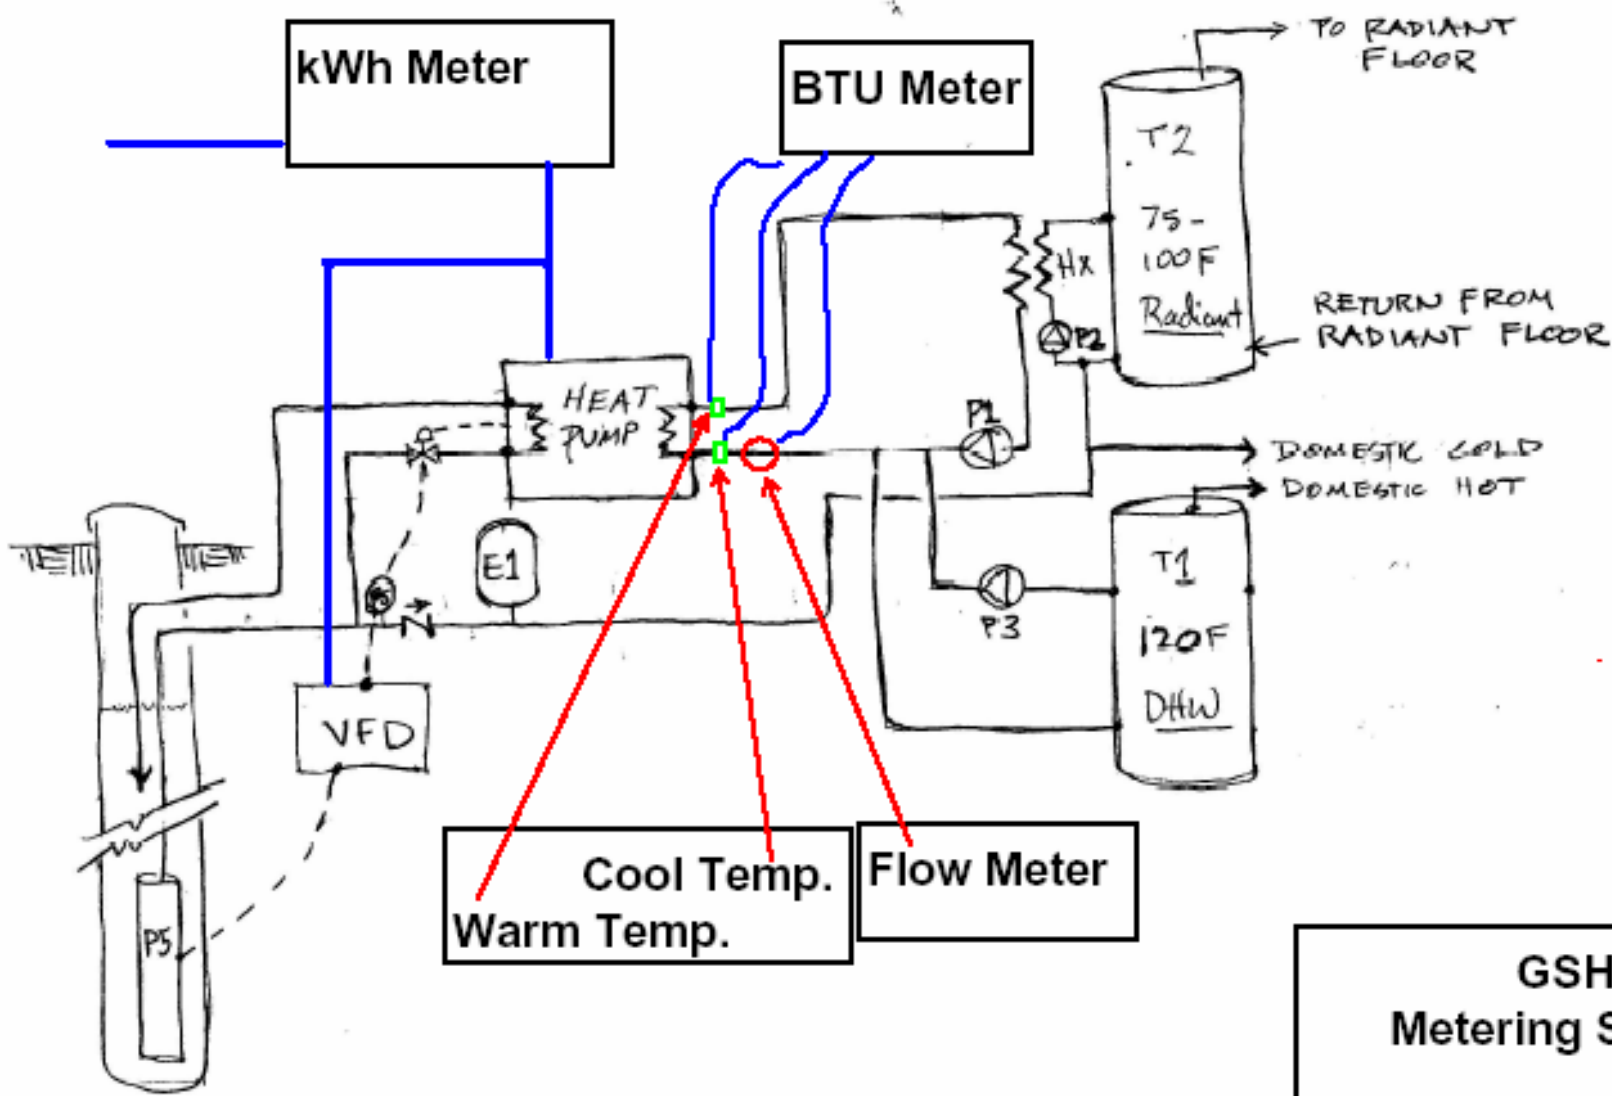 kWh Meter
BTU Meter
TO RADIANT
FLOOR
T2
75-
100F
Radiant
HX
P2
RETURN FROM
RADIANT FLOOR
HEAT
PUMP
P1
DOMESTIC COLD
DOMESTIC HOT
E1
P3
T1
120F
DHW
VFD
P5
Cool Temp.
Warm Temp.
Flow Meter
GSH
Metering S